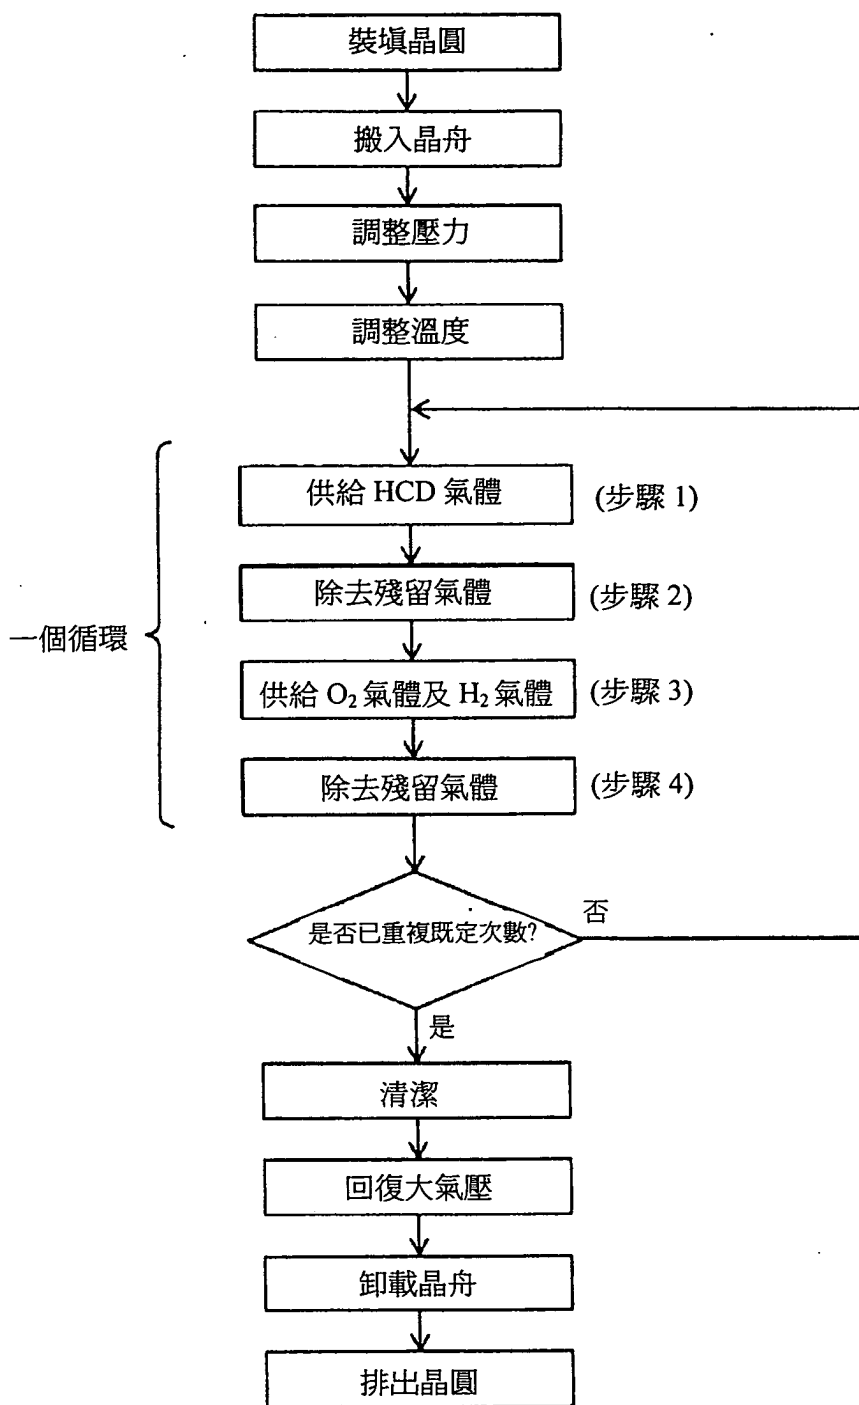 裝塡晶圓
搬入晶舟
調整壓力
調整溫度
供給 HCD 氣體
(步驟 1)
除去殘留氣體
(步驟 2)
一個循環
供給 O₂ 氣體及 H₂ 氣體
(步驟 3)
除去殘留氣體
(步驟 4)
是否已重複既定次數?
否
是
清潔
回復大氣壓
卸載晶舟
排出晶圓